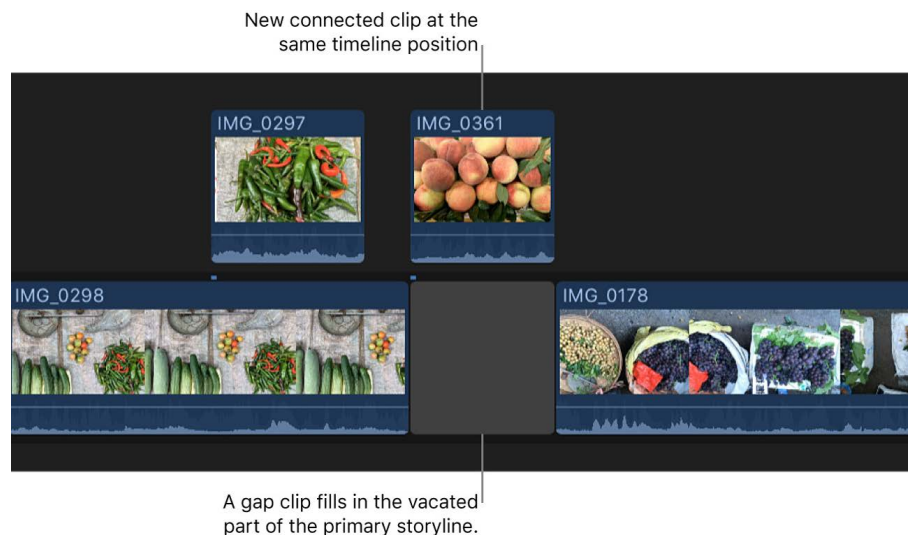 New connected clip at the
same timeline position
IMG_0297
IMG_0361
IMG_0298
IMG_0178
A gap clip fills in the vacated
part of the primary storyline.